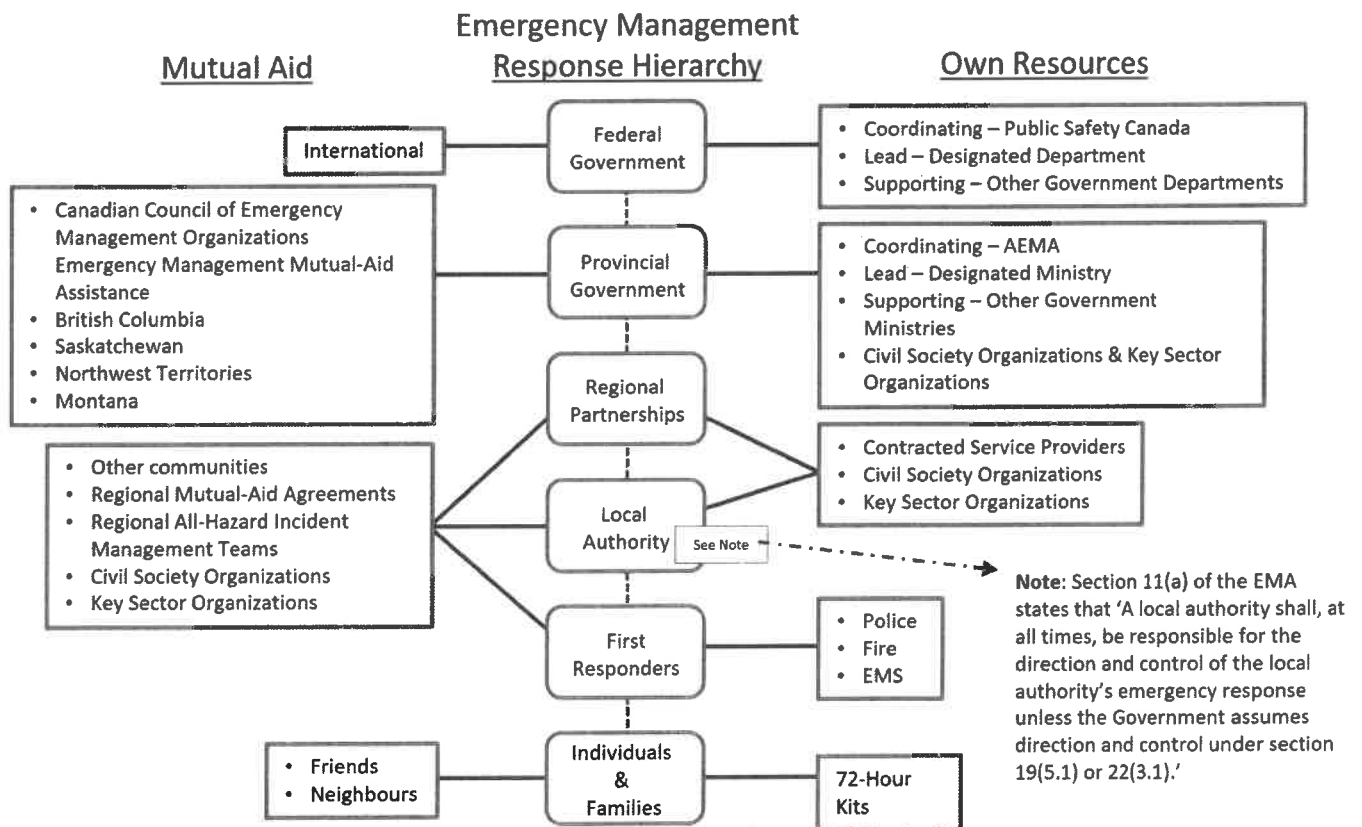 Emergency Management
Response Hierarchy
Mutual Aid
Own Resources
International
Federal
Government
• Coordinating – Public Safety Canada
• Lead – Designated Department
• Supporting – Other Government Departments
• Canadian Council of Emergency
Management Organizations
Emergency Management Mutual-Aid
Assistance
• British Columbia
• Saskatchewan
• Northwest Territories
• Montana
Provincial
Government
• Coordinating – AEMA
• Lead – Designated Ministry
• Supporting – Other Government
Ministries
• Civil Society Organizations & Key Sector
Organizations
Regional
Partnerships
• Other communities
• Regional Mutual-Aid Agreements
• Regional All-Hazard Incident
Management Teams
• Civil Society Organizations
• Key Sector Organizations
Local
Authority
See Note
• Contracted Service Providers
• Civil Society Organizations
• Key Sector Organizations
Note: Section 11(a) of the EMA
states that ‘A local authority shall, at
all times, be responsible for the
direction and control of the local
authority’s emergency response
unless the Government assumes
direction and control under section
19(5.1) or 22(3.1).’
First
Responders
• Police
• Fire
• EMS
• Friends
• Neighbours
Individuals
&
Families
72-Hour
Kits